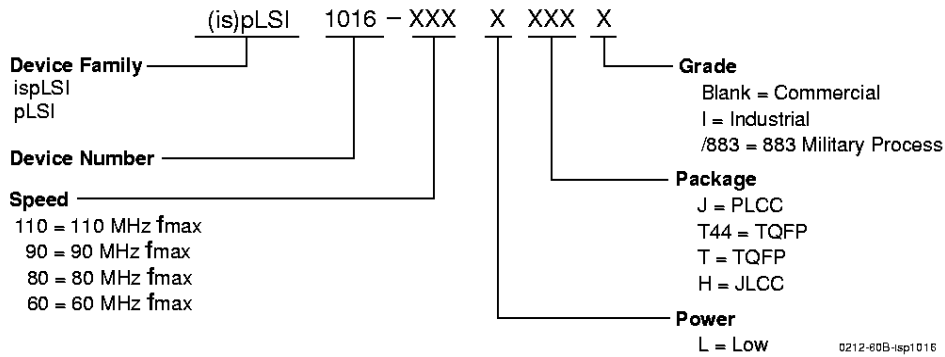 (is)pLSI 1016 – XXX X XXX X
Device Family
ispLSI
pLSI
Device Number
Speed
110 = 110 MHz fmax
90 = 90 MHz fmax
80 = 80 MHz fmax
60 = 60 MHz fmax
Grade
Blank = Commercial
I = Industrial
/883 = 883 Military Process
Package
J = PLCC
T44 = TQFP
T = TQFP
H = JLCC
Power
L = Low
0212-80B-isp1016